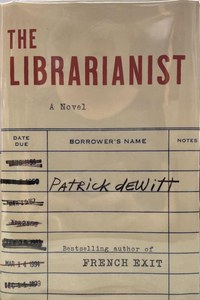 THE
LIBRARIANIST
A Novel
DATE
DUE
BORROWER'S NAME
NOTES
PATRICK deWITT
Bestselling author of
FRENCH EXIT